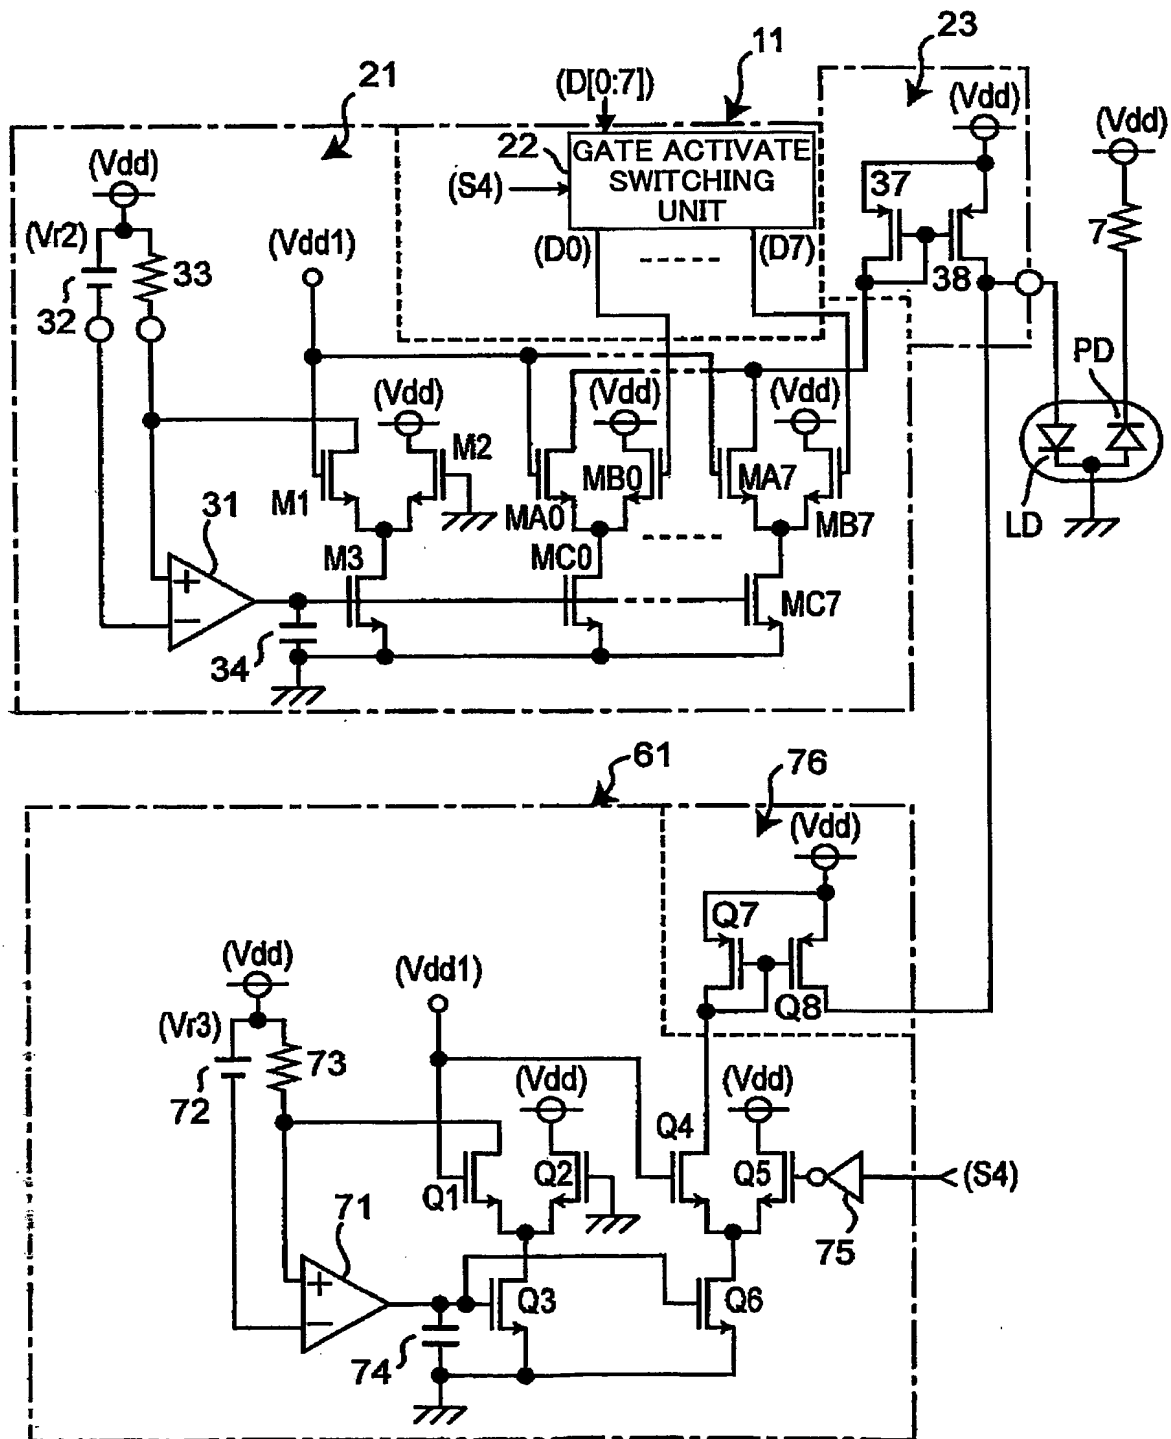 23
11
21
(D[0:7])
(Vdd)
(Vdd)
22
GATE ACTIVATE
SWITCHING
UNIT
(S4)
37
(Vdd)
(Vr2)
(Vdd1)
(D0)
(D7)
7
33
32
38
PD
(Vdd)
(Vdd)
(Vdd)
M2
M1
MB0
MA7
MA0
MB7
LD
31
M3
MC0
MC7
+
−
34
61
76
(Vdd)
Q7
(Vdd)
(Vdd1)
Q8
(Vr3)
73
72
(Vdd)
(Vdd)
Q4
Q1
Q2
Q5
(S4)
75
71
+
−
Q3
Q6
74